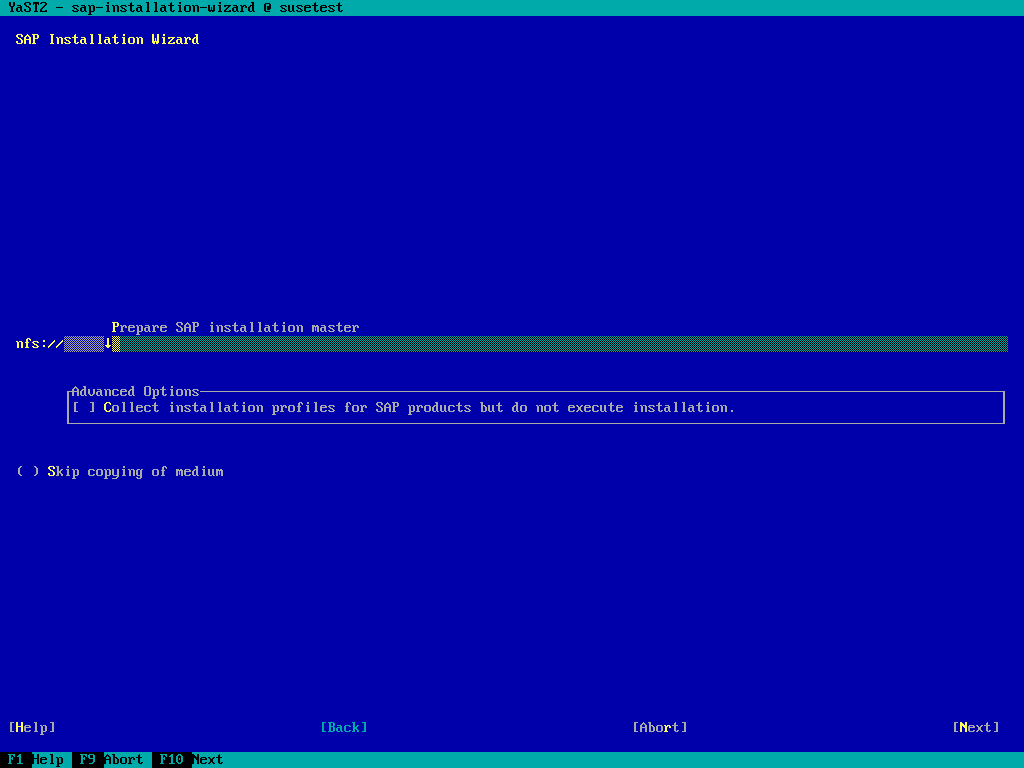 YaST2 - sap-installation-wizard @ susetest
SAP Installation Wizard
Prepare SAP installation master
nfs://↓
Advanced Options
[ ] Collect installation profiles for SAP products but do not execute installation.
( ) Skip copying of medium
[Help] [Back] [Abort] [Next]
F1 Help F9 Abort F10 Next